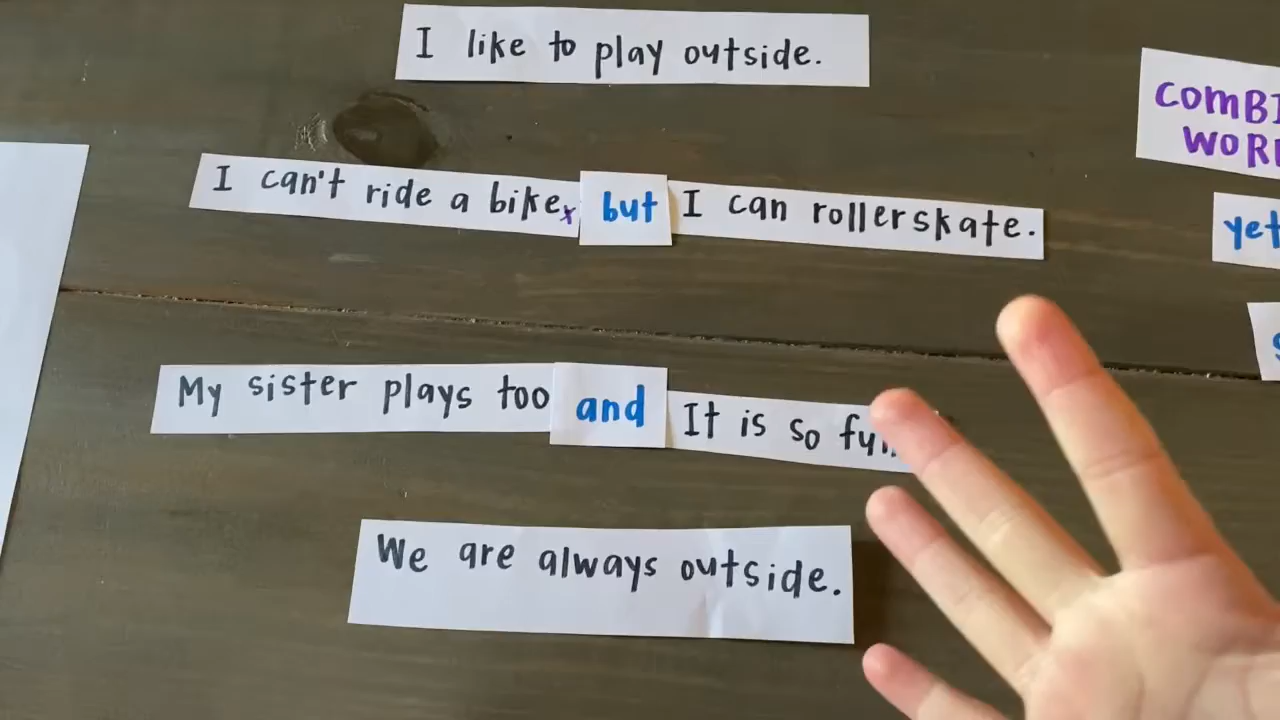 I like to play outside.
I can't ride a bike, but I can rollerskate.
My sister plays too and It is so
We are always outside.
yet